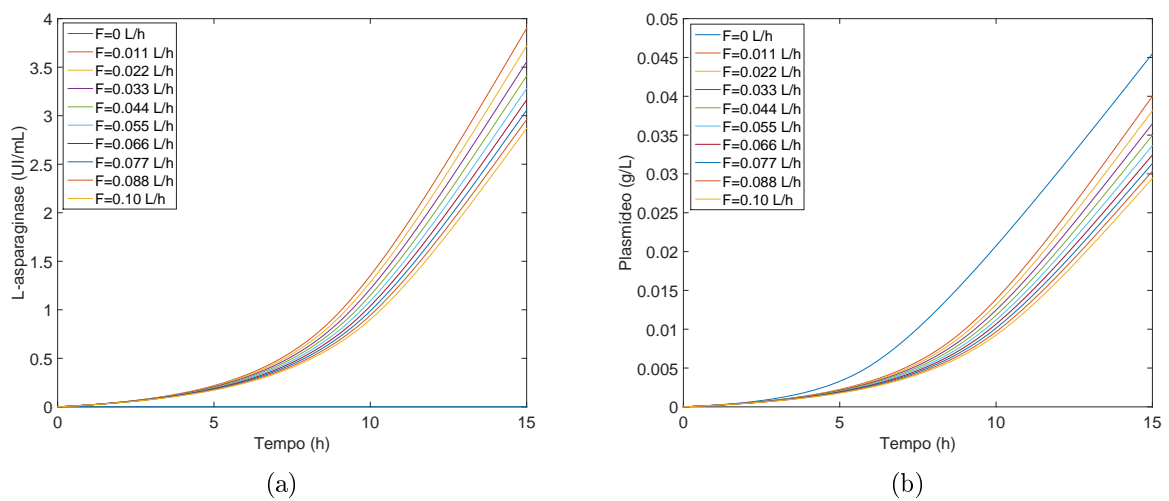 4
3.5
3
2.5
2
1.5
1
0.5
0
0 5 10 15
L-asparaginase (UI/mL)
Tempo (h)
F=0 L/h
F=0.011 L/h
F=0.022 L/h
F=0.033 L/h
F=0.044 L/h
F=0.055 L/h
F=0.066 L/h
F=0.077 L/h
F=0.088 L/h
F=0.10 L/h
(a)
0.05
0.045
0.04
0.035
0.03
0.025
0.02
0.015
0.01
0.005
0
0 5 10 15
Plasmídeo (g/L)
Tempo (h)
F=0 L/h
F=0.011 L/h
F=0.022 L/h
F=0.033 L/h
F=0.044 L/h
F=0.055 L/h
F=0.066 L/h
F=0.077 L/h
F=0.088 L/h
F=0.10 L/h
(b)